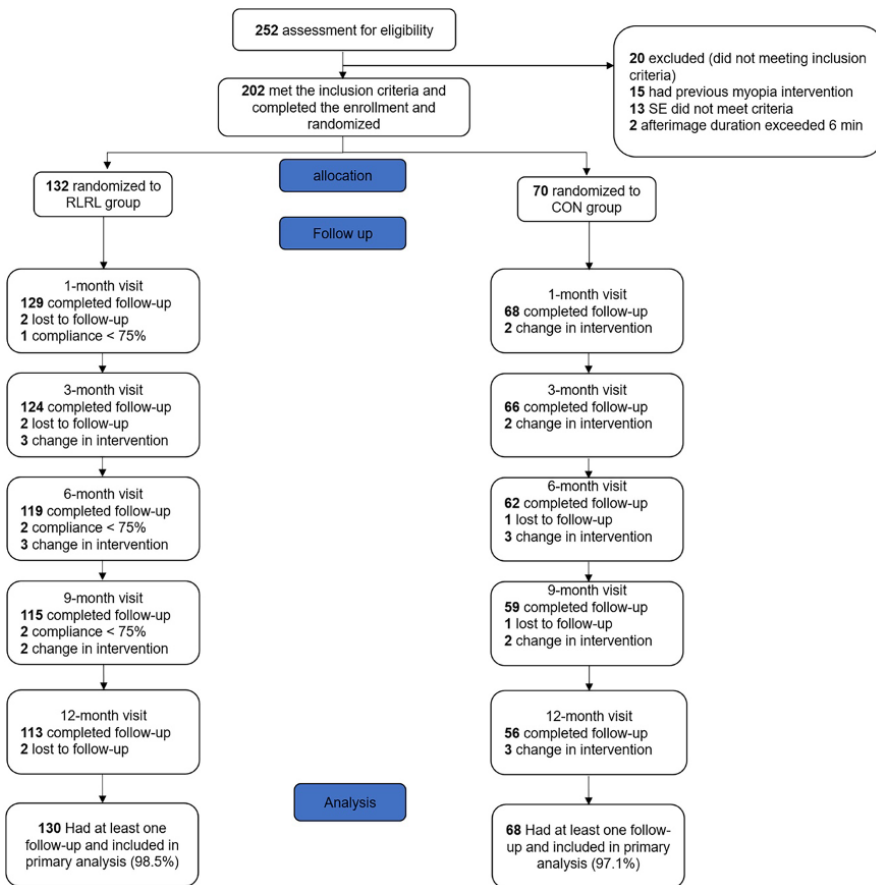 252 assessment for eligibility
20 excluded (did not meeting inclusion
criteria)
15 had previous myopia intervention
13 SE did not meet criteria
2 afterimage duration exceeded 6 min
202 met the inclusion criteria and
completed the enrollment and
randomized
allocation
132 randomized to
RLRL group
70 randomized to
CON group
Follow up
1-month visit
129 completed follow-up
2 lost to follow-up
1 compliance < 75%
1-month visit
68 completed follow-up
2 change in intervention
3-month visit
124 completed follow-up
2 lost to follow-up
3 change in intervention
3-month visit
66 completed follow-up
2 change in intervention
6-month visit
119 completed follow-up
2 compliance < 75%
3 change in intervention
6-month visit
62 completed follow-up
1 lost to follow-up
3 change in intervention
9-month visit
115 completed follow-up
2 compliance < 75%
2 change in intervention
9-month visit
59 completed follow-up
1 lost to follow-up
2 change in intervention
12-month visit
113 completed follow-up
2 lost to follow-up
12-month visit
56 completed follow-up
3 change in intervention
Analysis
130 Had at least one
follow-up and included in
primary analysis (98.5%)
68 Had at least one follow-
up and included in primary
analysis (97.1%)